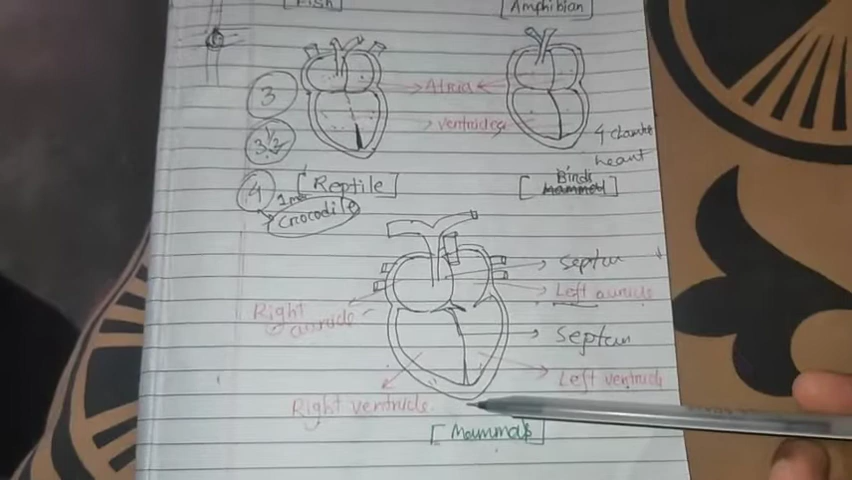 Fish
Amphibian
3
Atria
3 1/2
ventricles
4 chamber
heart
4
[Reptile]
Birds
mammal
Crocodile
Septum
Left auricle
Right
auricle
Septum
Left ventricle
Right ventricle
[Mammals]